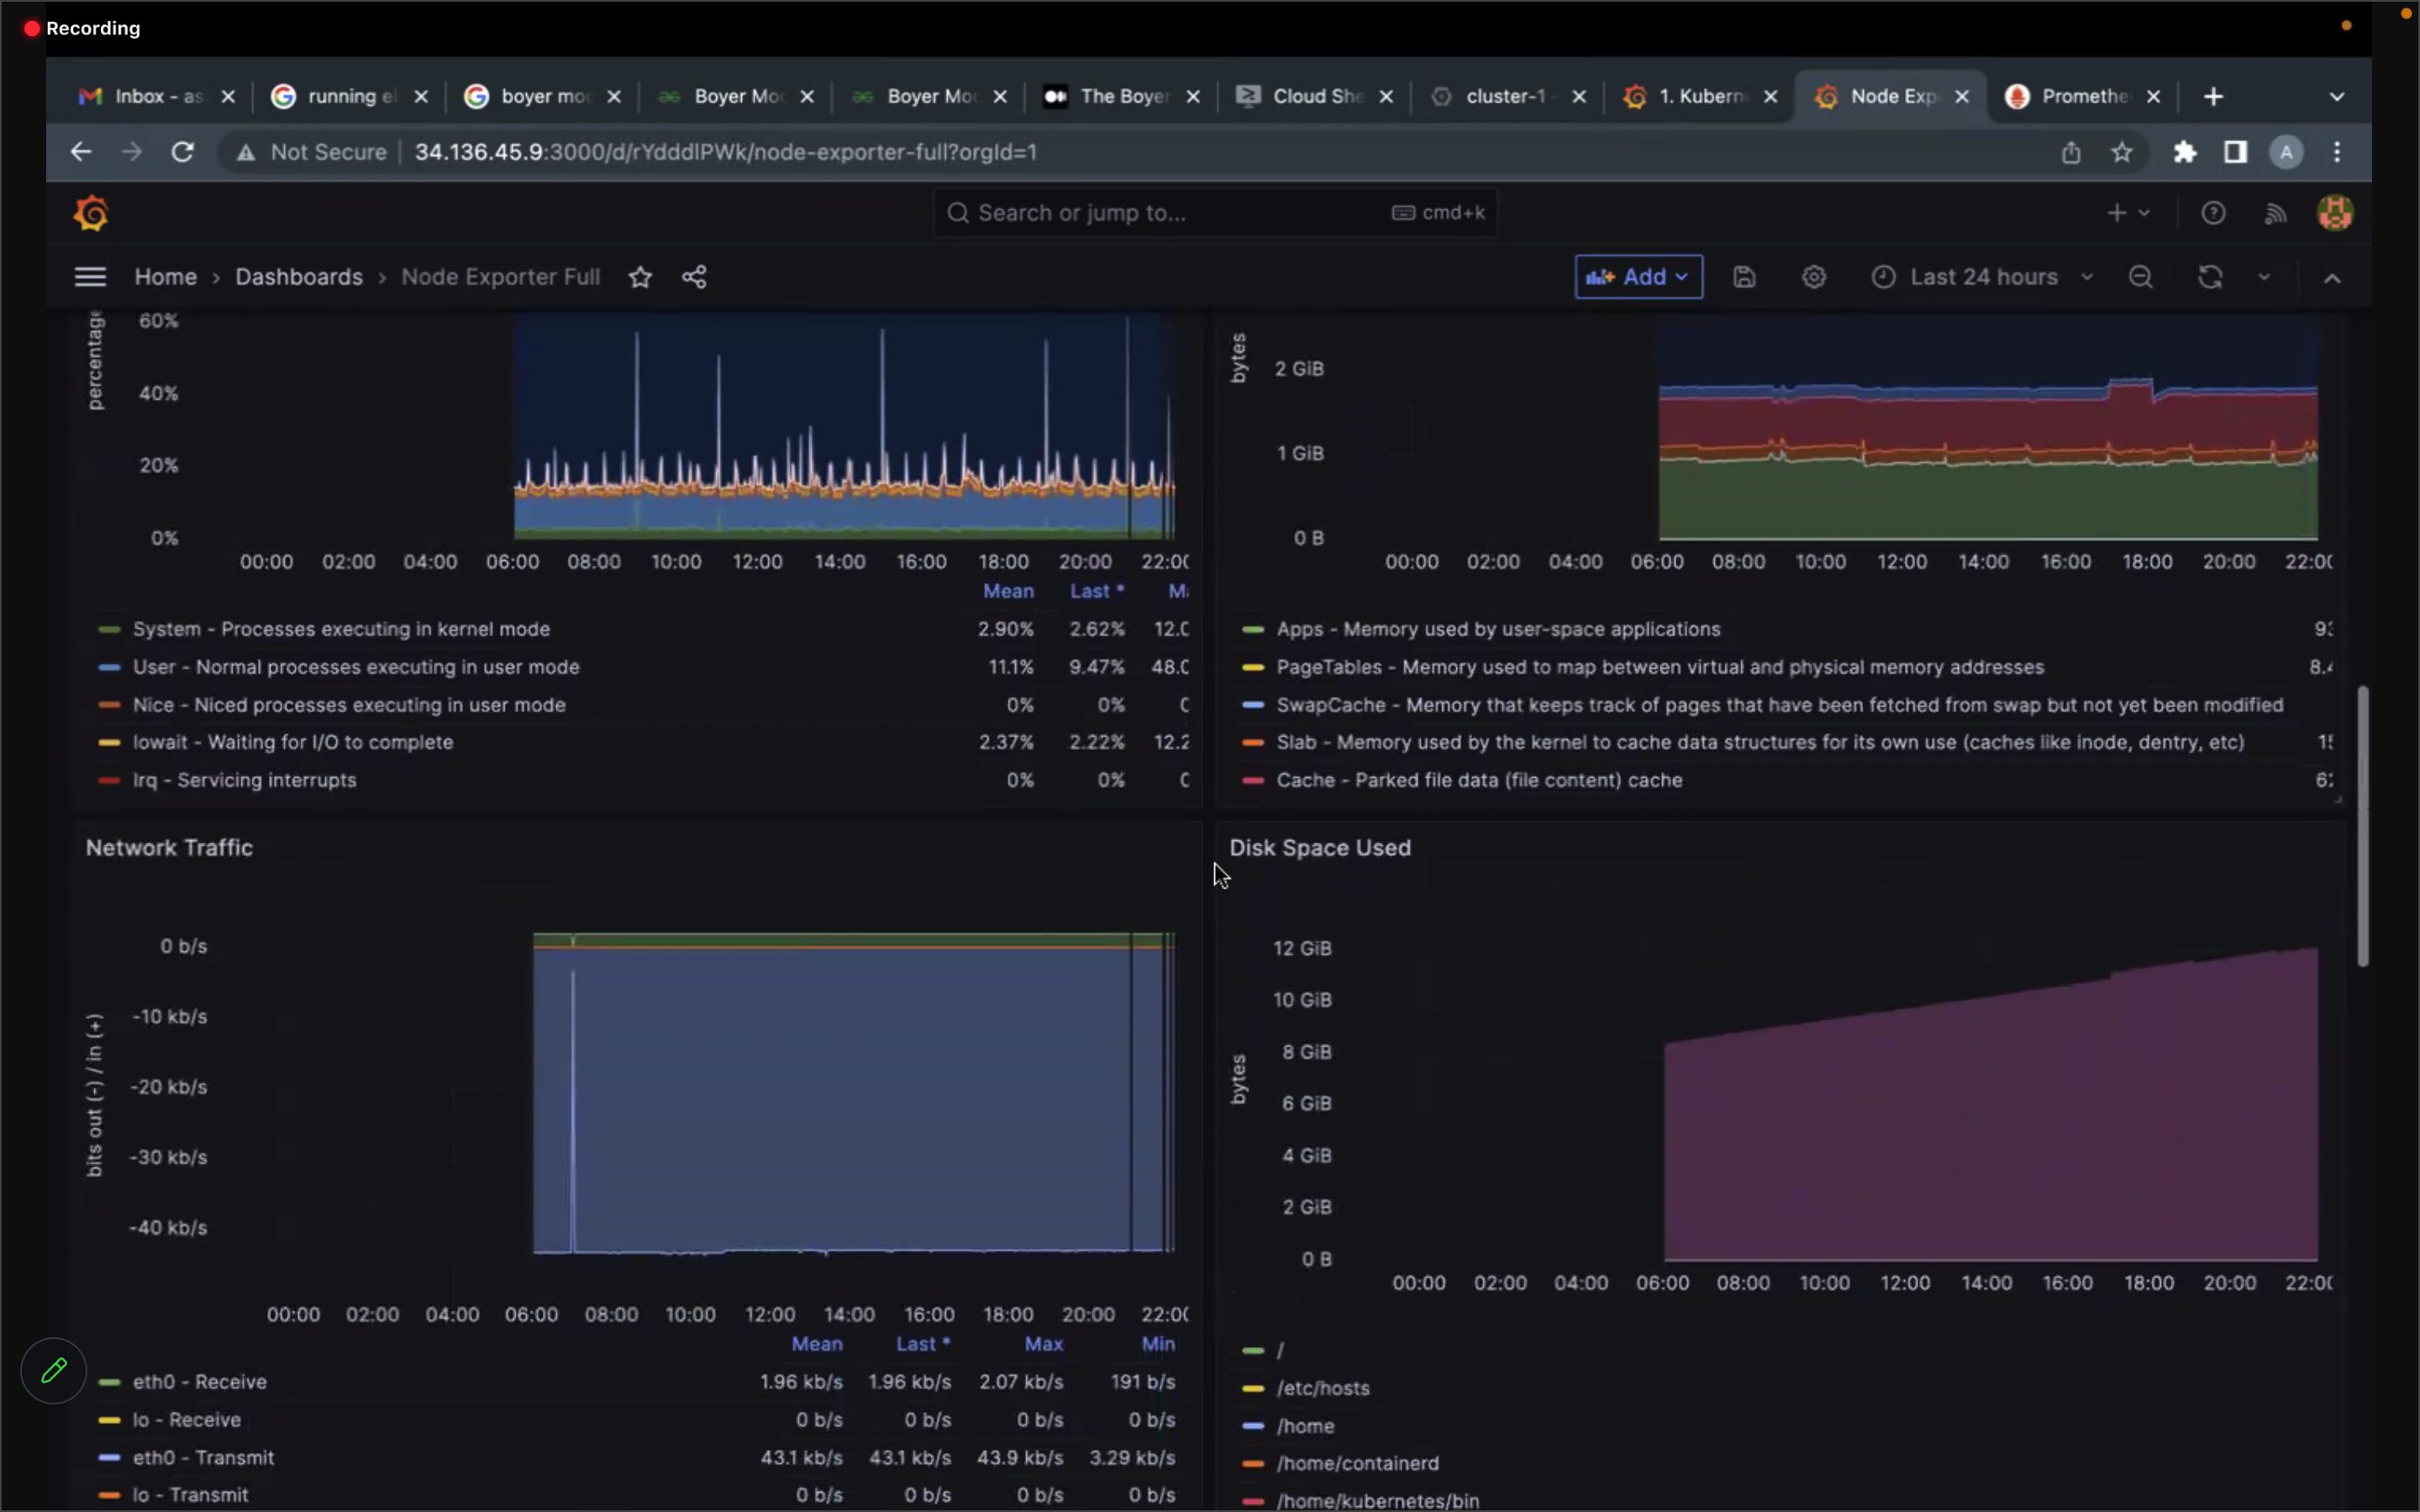 Recording
Inbox - as
running el
boyer moo
Boyer Moo
Boyer Moo
The Boyer
Cloud She
cluster-1 -
1. Kubern
Node Exp
Promethe
Not Secure 34.136.45.9:3000/d/rYdddlPWk/node-exporter-full?orgId=1
A
Search or jump to...
cmd+k
Home › Dashboards › Node Exporter Full
Add
Last 24 hours
percentage
60%
40%
20%
0%
00:00 02:00 04:00 06:00 08:00 10:00 12:00 14:00 16:00 18:00 20:00 22:00
Mean Last *
System - Processes executing in kernel mode 2.90% 2.62% 12.0
User - Normal processes executing in user mode 11.1% 9.47% 48.0
Nice - Niced processes executing in user mode 0% 0%
Iowait - Waiting for I/O to complete 2.37% 2.22% 12.2
Irq - Servicing interrupts 0% 0%
bytes
2 GiB
1 GiB
0 B
00:00 02:00 04:00 06:00 08:00 10:00 12:00 14:00 16:00 18:00 20:00 22:00
Apps - Memory used by user-space applications
PageTables - Memory used to map between virtual and physical memory addresses
SwapCache - Memory that keeps track of pages that have been fetched from swap but not yet been modified
Slab - Memory used by the kernel to cache data structures for its own use (caches like inode, dentry, etc)
Cache - Parked file data (file content) cache
Network Traffic
bits out (-) / in (+)
0 b/s
-10 kb/s
-20 kb/s
-30 kb/s
-40 kb/s
00:00 02:00 04:00 06:00 08:00 10:00 12:00 14:00 16:00 18:00 20:00 22:00
Mean Last * Max Min
eth0 - Receive 1.96 kb/s 1.96 kb/s 2.07 kb/s 191 b/s
lo - Receive 0 b/s 0 b/s 0 b/s 0 b/s
eth0 - Transmit 43.1 kb/s 43.1 kb/s 43.9 kb/s 3.29 kb/s
lo - Transmit 0 b/s 0 b/s 0 b/s 0 b/s
Disk Space Used
bytes
12 GiB
10 GiB
8 GiB
6 GiB
4 GiB
2 GiB
0 B
00:00 02:00 04:00 06:00 08:00 10:00 12:00 14:00 16:00 18:00 20:00 22:00
/
/etc/hosts
/home
/home/containerd
/home/kubernetes/bin